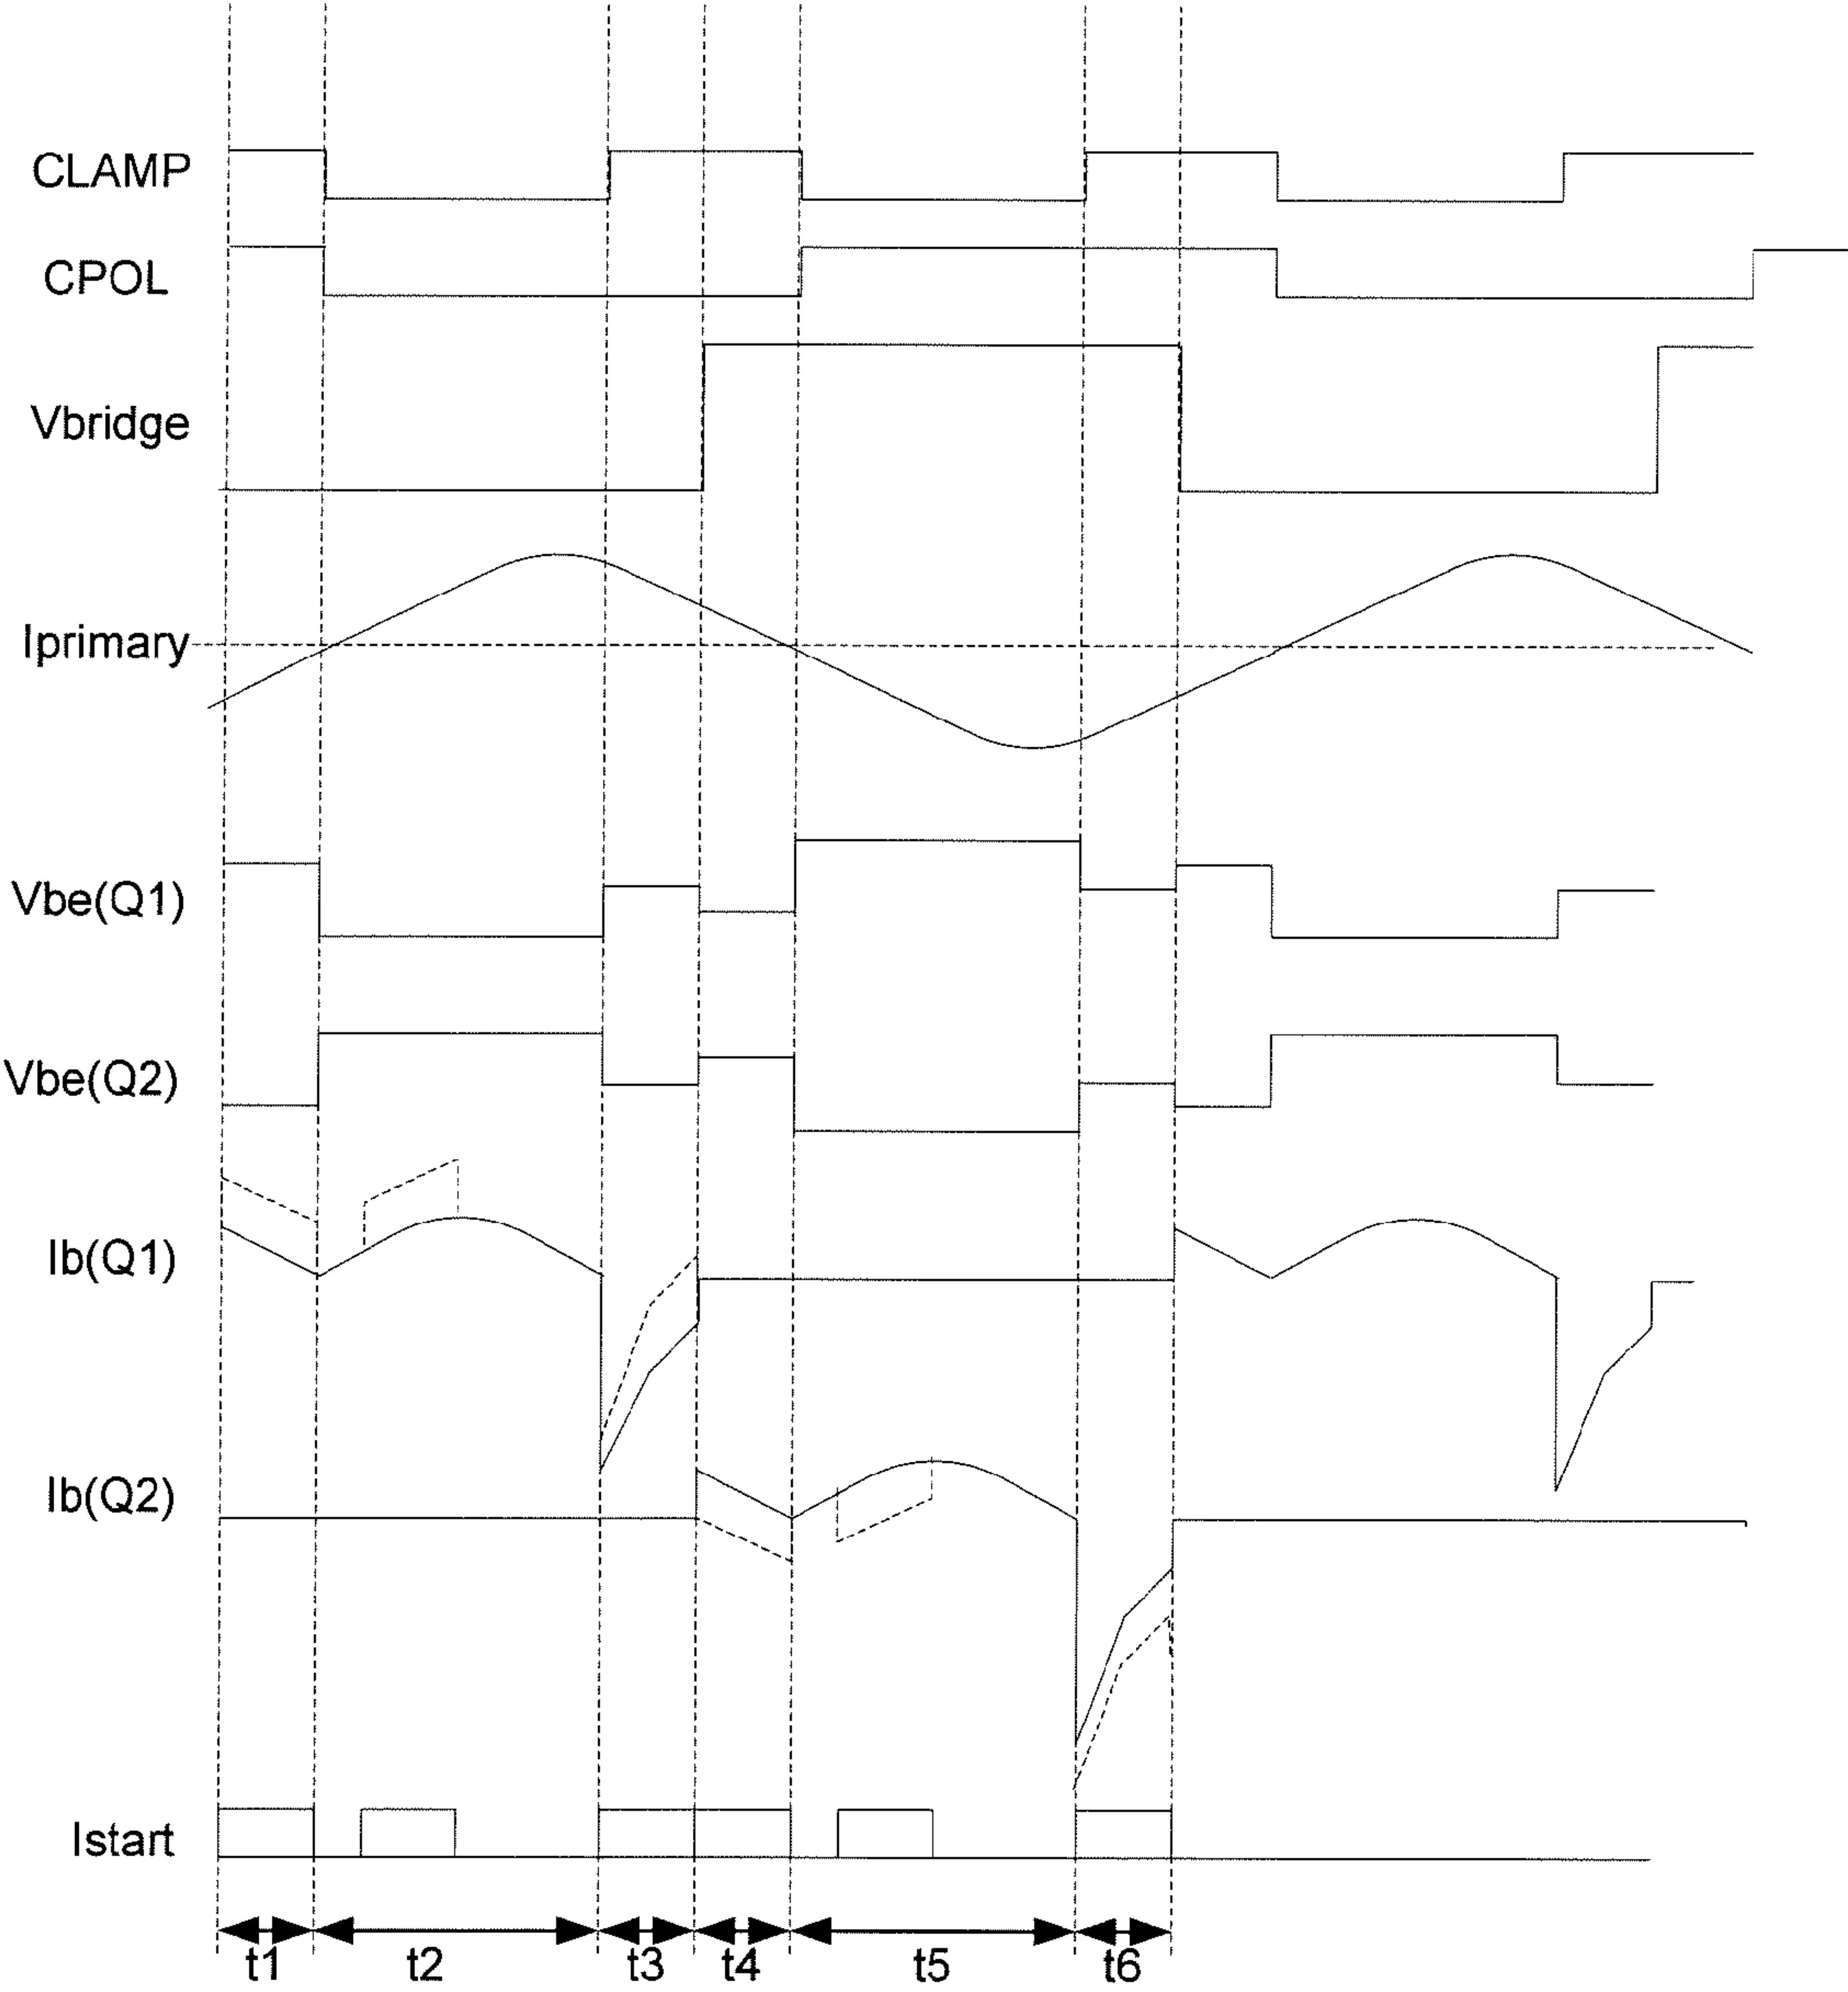 CLAMP
CPOL
Vbridge
Iprimary
Vbe(Q1)
Vbe(Q2)
Ib(Q1)
Ib(Q2)
Istart
t1 t2 t3 t4 t5 t6